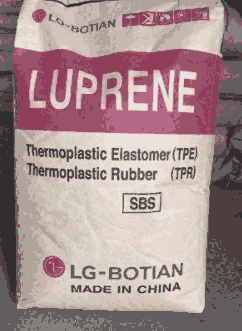 LG-BOTIAN
LUPRENE
Thermoplastic Elastomer (TPE)
Thermoplastic Rubber (TPR)
SBS
LG-BOTIAN
MADE IN CHINA